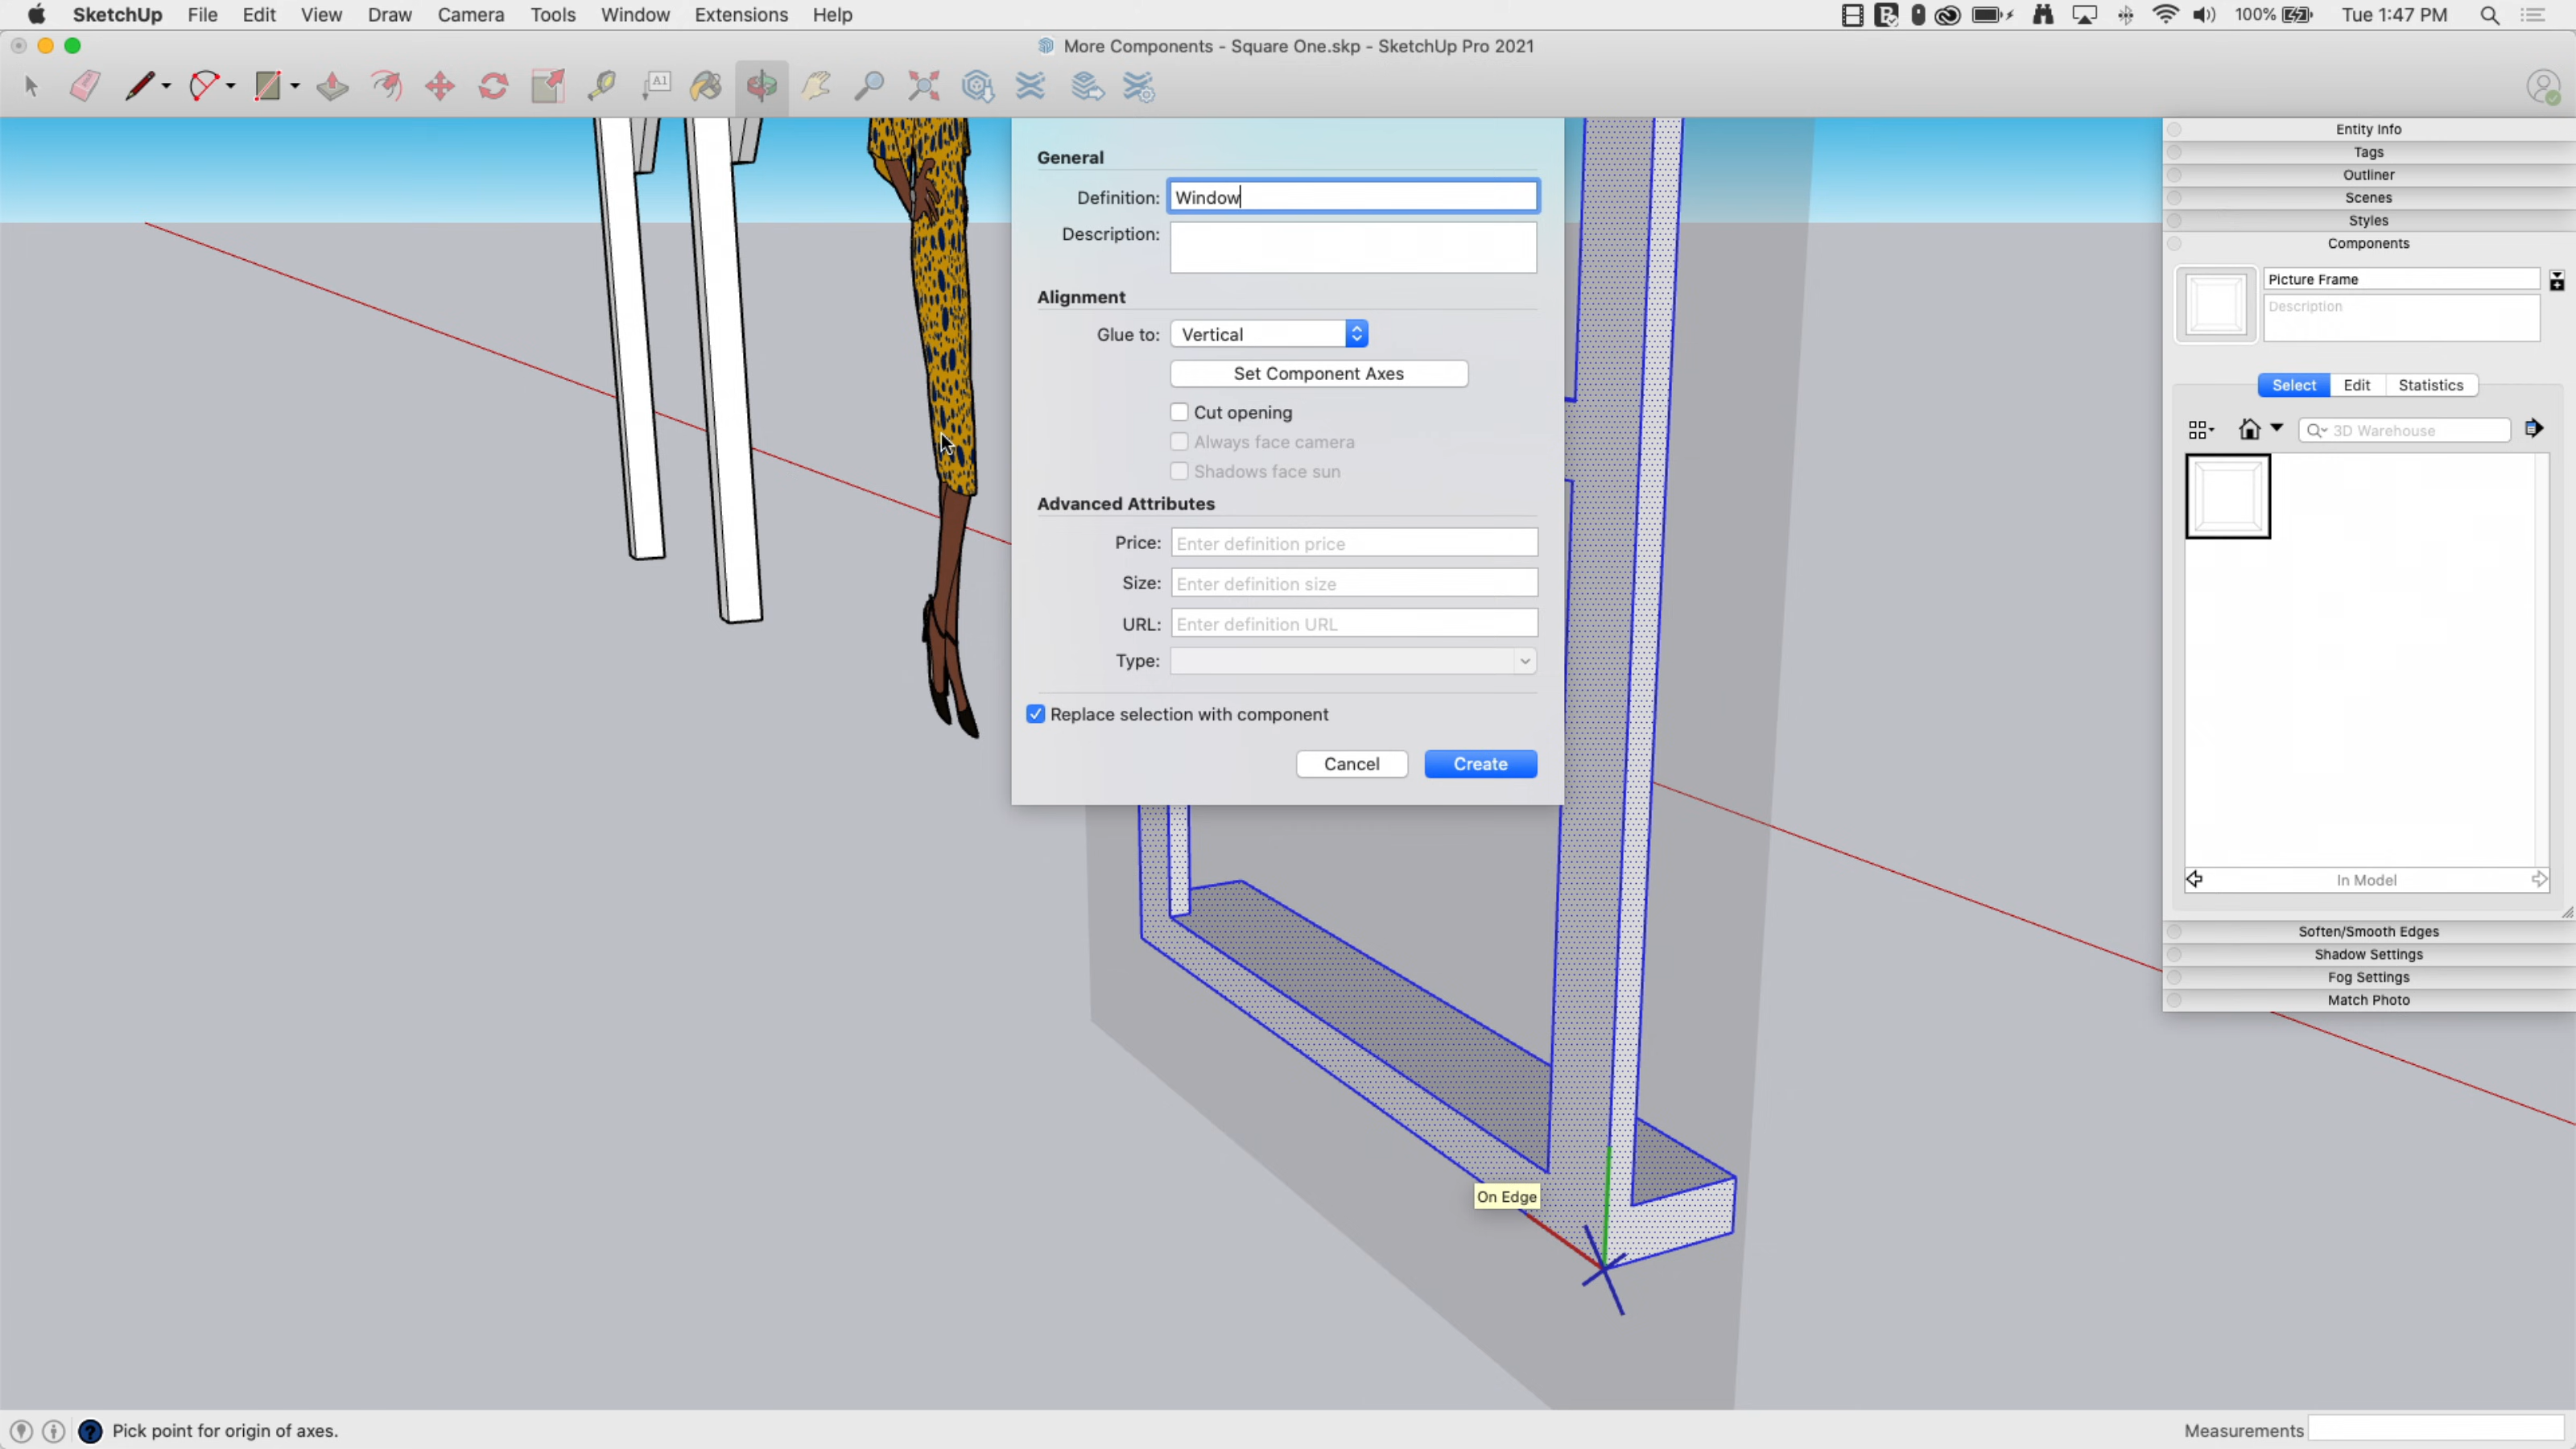 SketchUp File Edit View Draw Camera Tools Window Extensions Help 100% Tue 1:47 PM
More Components - Square One.skp - SketchUp Pro 2021
A1
General
Definition: Window
Description:
Alignment
Glue to: Vertical
Set Component Axes
Cut opening
Always face camera
Shadows face sun
Advanced Attributes
Price: Enter definition price
Size: Enter definition size
URL: Enter definition URL
Type:
Replace selection with component
Cancel Create
On Edge
Entity Info
Tags
Outliner
Scenes
Styles
Components
Picture Frame
Description
Select Edit Statistics
3D Warehouse
In Model
Soften/Smooth Edges
Shadow Settings
Fog Settings
Match Photo
Pick point for origin of axes.
Measurements